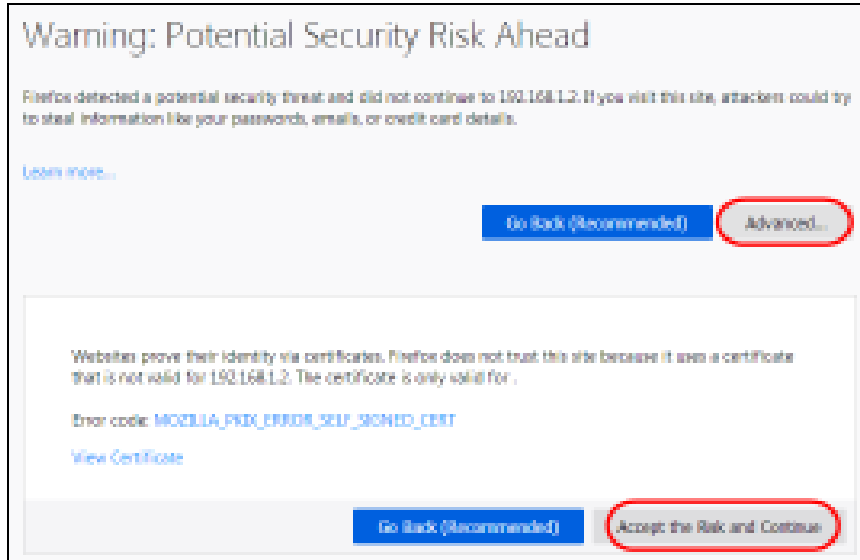 Warning: Potential Security Risk Ahead
Firefox detected a potential security threat and did not continue to 192.168.1.2. If you visit this site, attackers could try
to steal information like your passwords, emails, or credit card details.
Learn more...
Go Back (Recommended) Advanced...
Websites prove their identity via certificates. Firefox does not trust this site because it uses a certificate
that is not valid for 192.168.1.2. The certificate is only valid for .
Error code: MOZILLA_PKIX_ERROR_SELF_SIGNED_CERT
View Certificate
Go Back (Recommended) Accept the Risk and Continue